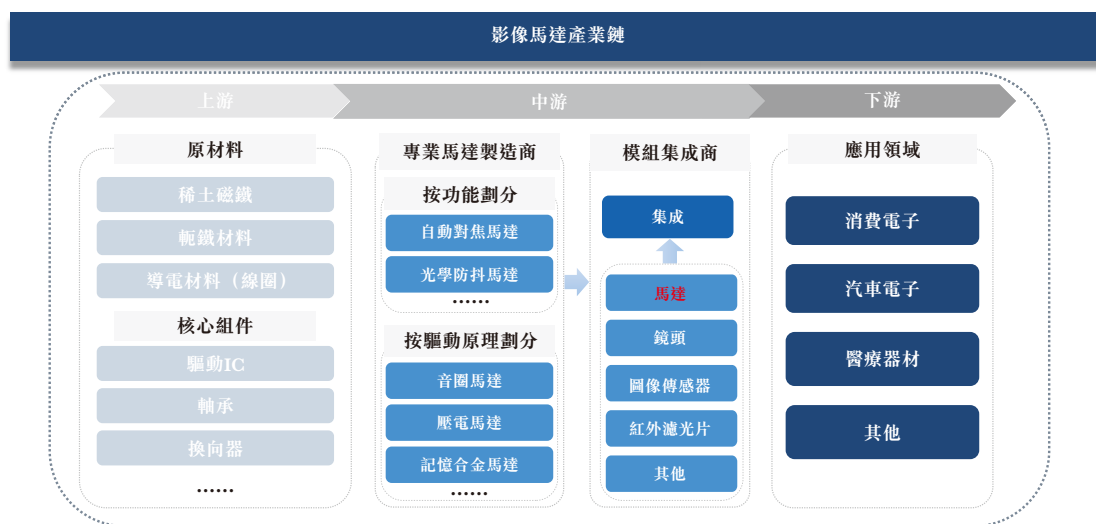 影像馬達產業鏈
上游
中游
下游
原材料
稀土磁鐵
軛鐵材料
導電材料（線圈）
核心組件
驅動IC
軸承
換向器
······
專業馬達製造商
按功能劃分
自動對焦馬達
光學防抖馬達
······
按驅動原理劃分
音圈馬達
壓電馬達
記憶合金馬達
······
模組集成商
集成
馬達
鏡頭
圖像傳感器
紅外濾光片
其他
應用領域
消費電子
汽車電子
醫療器材
其他